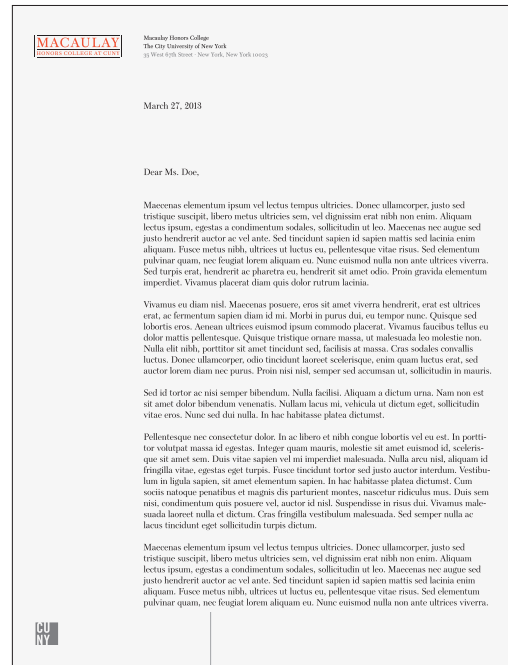 MACAULAY
HONORS COLLEGE AT CUNY
Macaulay Honors College
The City University of New York
35 West 67th Street · New York, New York 10023
March 27, 2013
Dear Ms. Doe,
Maecenas elementum ipsum vel lectus tempus ultricies. Donec ullamcorper, justo sed
tristique suscipit, libero metus ultricies sem, vel dignissim erat nibh non enim. Aliquam
lectus ipsum, egestas a condimentum sodales, sollicitudin ut leo. Maecenas nec augue sed
justo hendrerit auctor ac vel ante. Sed tincidunt sapien id sapien mattis sed lacinia enim
aliquam. Fusce metus nibh, ultrices ut luctus eu, pellentesque vitae risus. Sed elementum
pulvinar quam, nec feugiat lorem aliquam eu. Nunc euismod nulla non ante ultrices viverra.
Sed turpis erat, hendrerit ac pharetra eu, hendrerit sit amet odio. Proin gravida elementum
imperdiet. Vivamus placerat diam quis dolor rutrum lacinia.
Vivamus eu diam nisl. Maecenas posuere, eros sit amet viverra hendrerit, erat est ultrices
erat, ac fermentum sapien diam id mi. Morbi in purus dui, eu tempor nunc. Quisque sed
lobortis eros. Aenean ultrices euismod ipsum commodo placerat. Vivamus faucibus tellus eu
dolor mattis pellentesque. Quisque tristique ornare massa, ut malesuada leo molestie non.
Nulla elit nibh, porttitor sit amet tincidunt sed, facilisis at massa. Cras sodales convallis
luctus. Donec ullamcorper, odio tincidunt laoreet scelerisque, enim quam luctus erat, sed
auctor lorem diam nec purus. Proin nisi nisl, semper sed accumsan ut, sollicitudin in mauris.
Sed id tortor ac nisi semper bibendum. Nulla facilisi. Aliquam a dictum urna. Nam non est
sit amet dolor bibendum venenatis. Nullam lacus mi, vehicula ut dictum eget, sollicitudin
vitae eros. Nunc sed dui nulla. In hac habitasse platea dictumst.
Pellentesque nec consectetur dolor. In ac libero et nibh congue lobortis vel eu est. In portti-
tor volutpat massa id egestas. Integer quam mauris, molestie sit amet euismod id, sceleris-
que sit amet sem. Duis vitae sapien vel mi imperdiet malesuada. Nulla arcu nisl, aliquam id
fringilla vitae, egestas eget turpis. Fusce tincidunt tortor sed justo auctor interdum. Vestibu-
lum in ligula sapien, sit amet elementum sapien. In hac habitasse platea dictumst. Cum
sociis natoque penatibus et magnis dis parturient montes, nascetur ridiculus mus. Duis sem
nisi, condimentum quis posuere vel, auctor id nisl. Suspendisse in risus dui. Vivamus male-
suada laoreet nulla et dictum. Cras fringilla vestibulum malesuada. Sed semper nulla ac
lacus tincidunt eget sollicitudin turpis dictum.
Maecenas elementum ipsum vel lectus tempus ultricies. Donec ullamcorper, justo sed
tristique suscipit, libero metus ultricies sem, vel dignissim erat nibh non enim. Aliquam
lectus ipsum, egestas a condimentum sodales, sollicitudin ut leo. Maecenas nec augue sed
justo hendrerit auctor ac vel ante. Sed tincidunt sapien id sapien mattis sed lacinia enim
aliquam. Fusce metus nibh, ultrices ut luctus eu, pellentesque vitae risus. Sed elementum
pulvinar quam, nec feugiat lorem aliquam eu. Nunc euismod nulla non ante ultrices viverra.
CU
NY